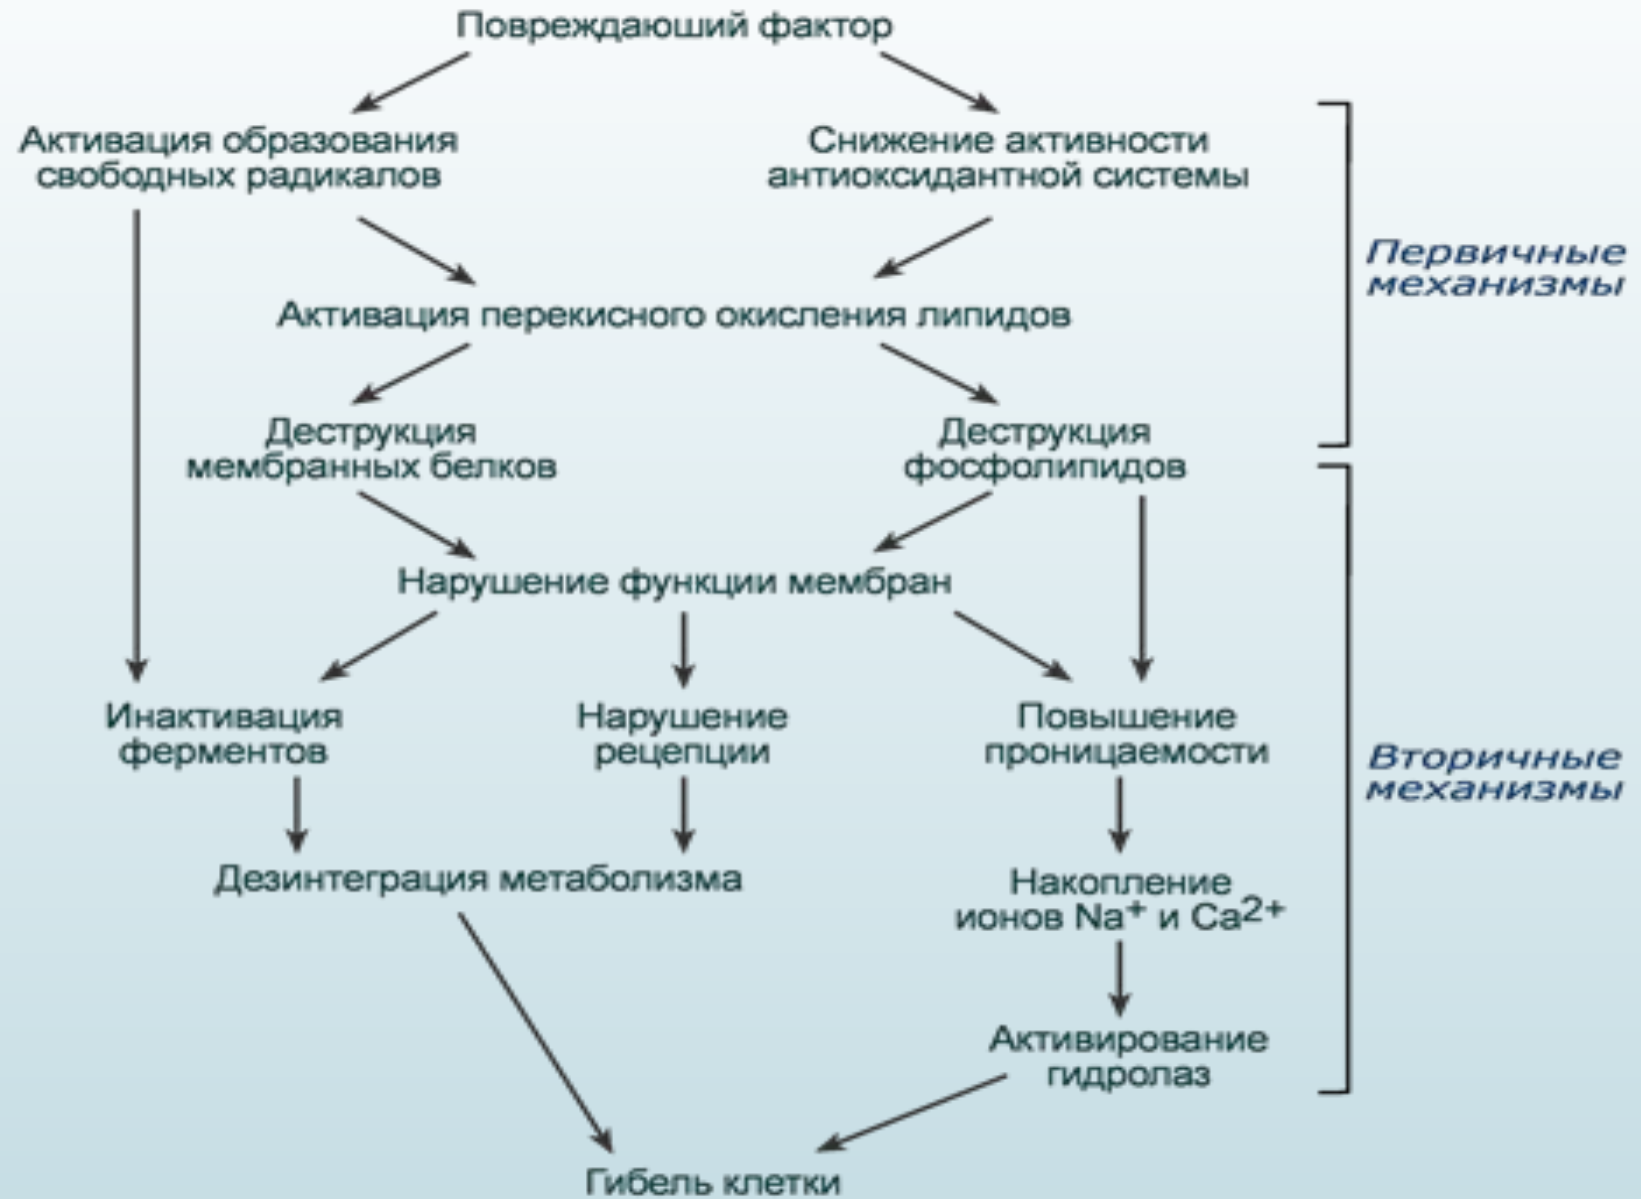 Повреждаюший фактор
Активация образования
свободных радикалов
Снижение активности
антиоксидантной системы
Первичные
механизмы
Активация перекисного окисления липидов
Деструкция
мембранных белков
Деструкция
фосфолипидов
Нарушение функции мембран
Инактивация
ферментов
Нарушение
рецепции
Повышение
проницаемости
Вторичные
механизмы
Дезинтеграция метаболизма
Накопление
ионов Na⁺ и Ca²⁺
Активирование
гидролаз
Гибель клетки